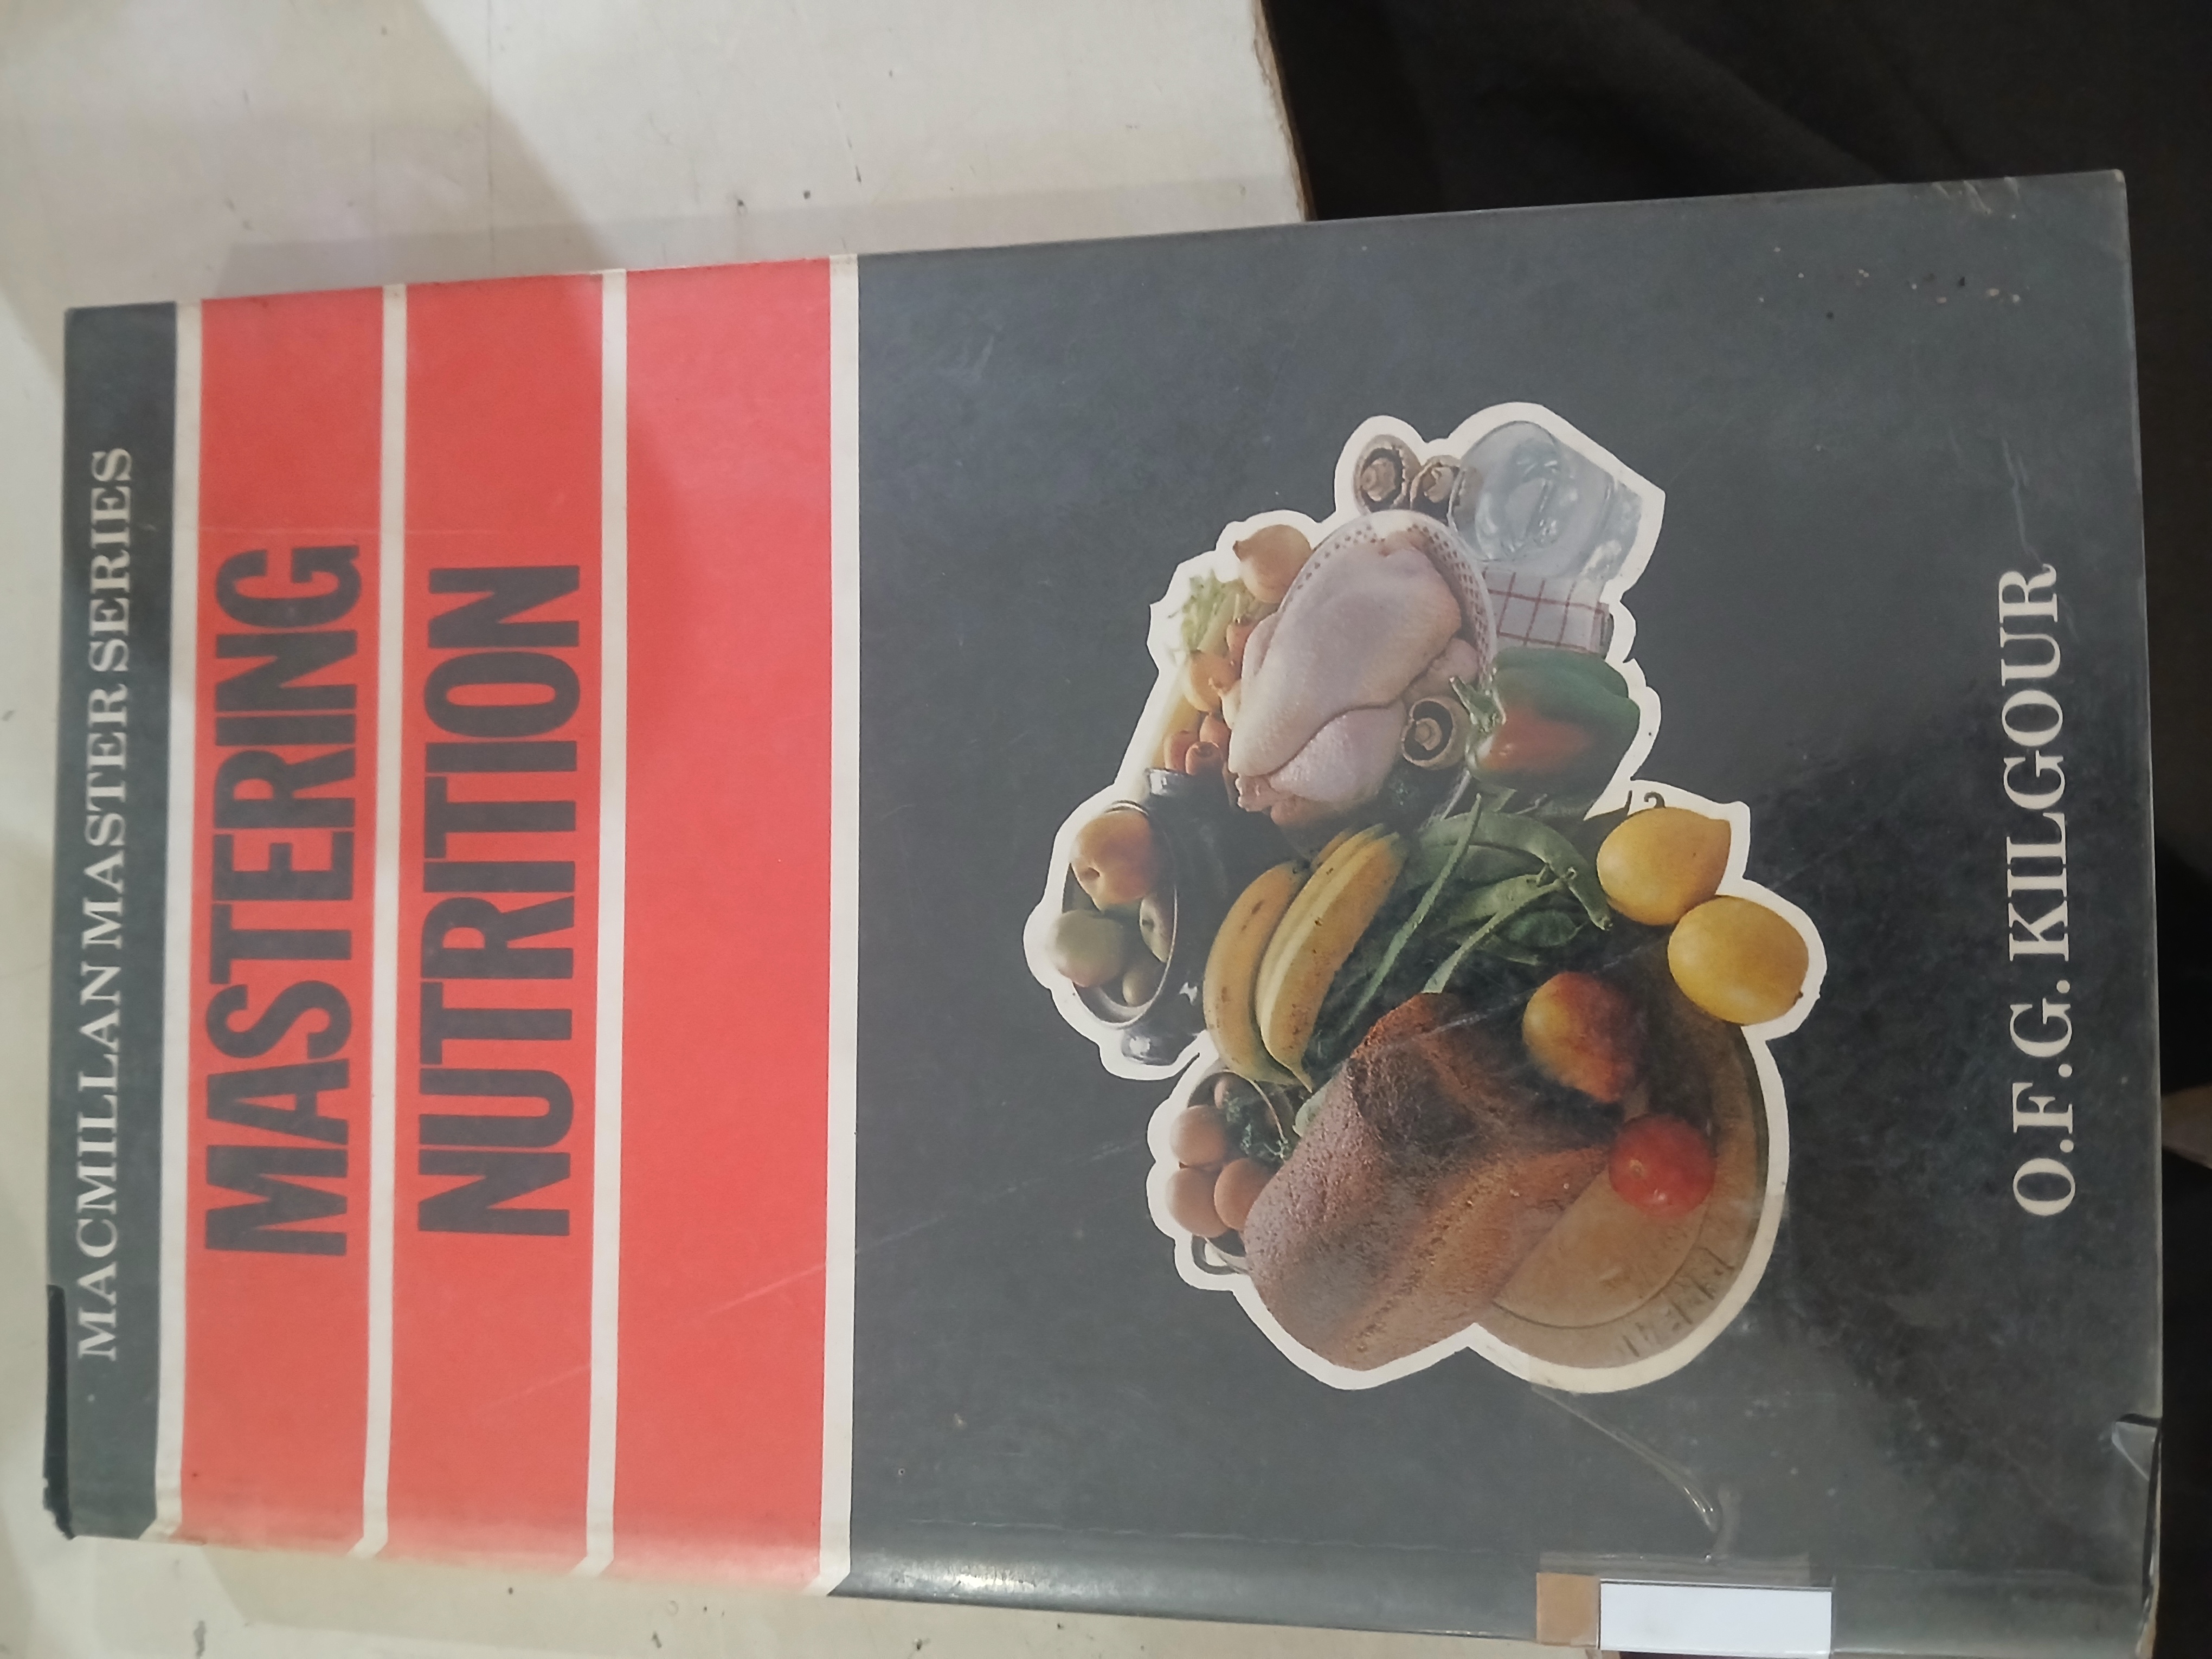 MACMILLAN MASTER SERIES
MASTERING
NUTRITION
O.F.G. KILGOUR